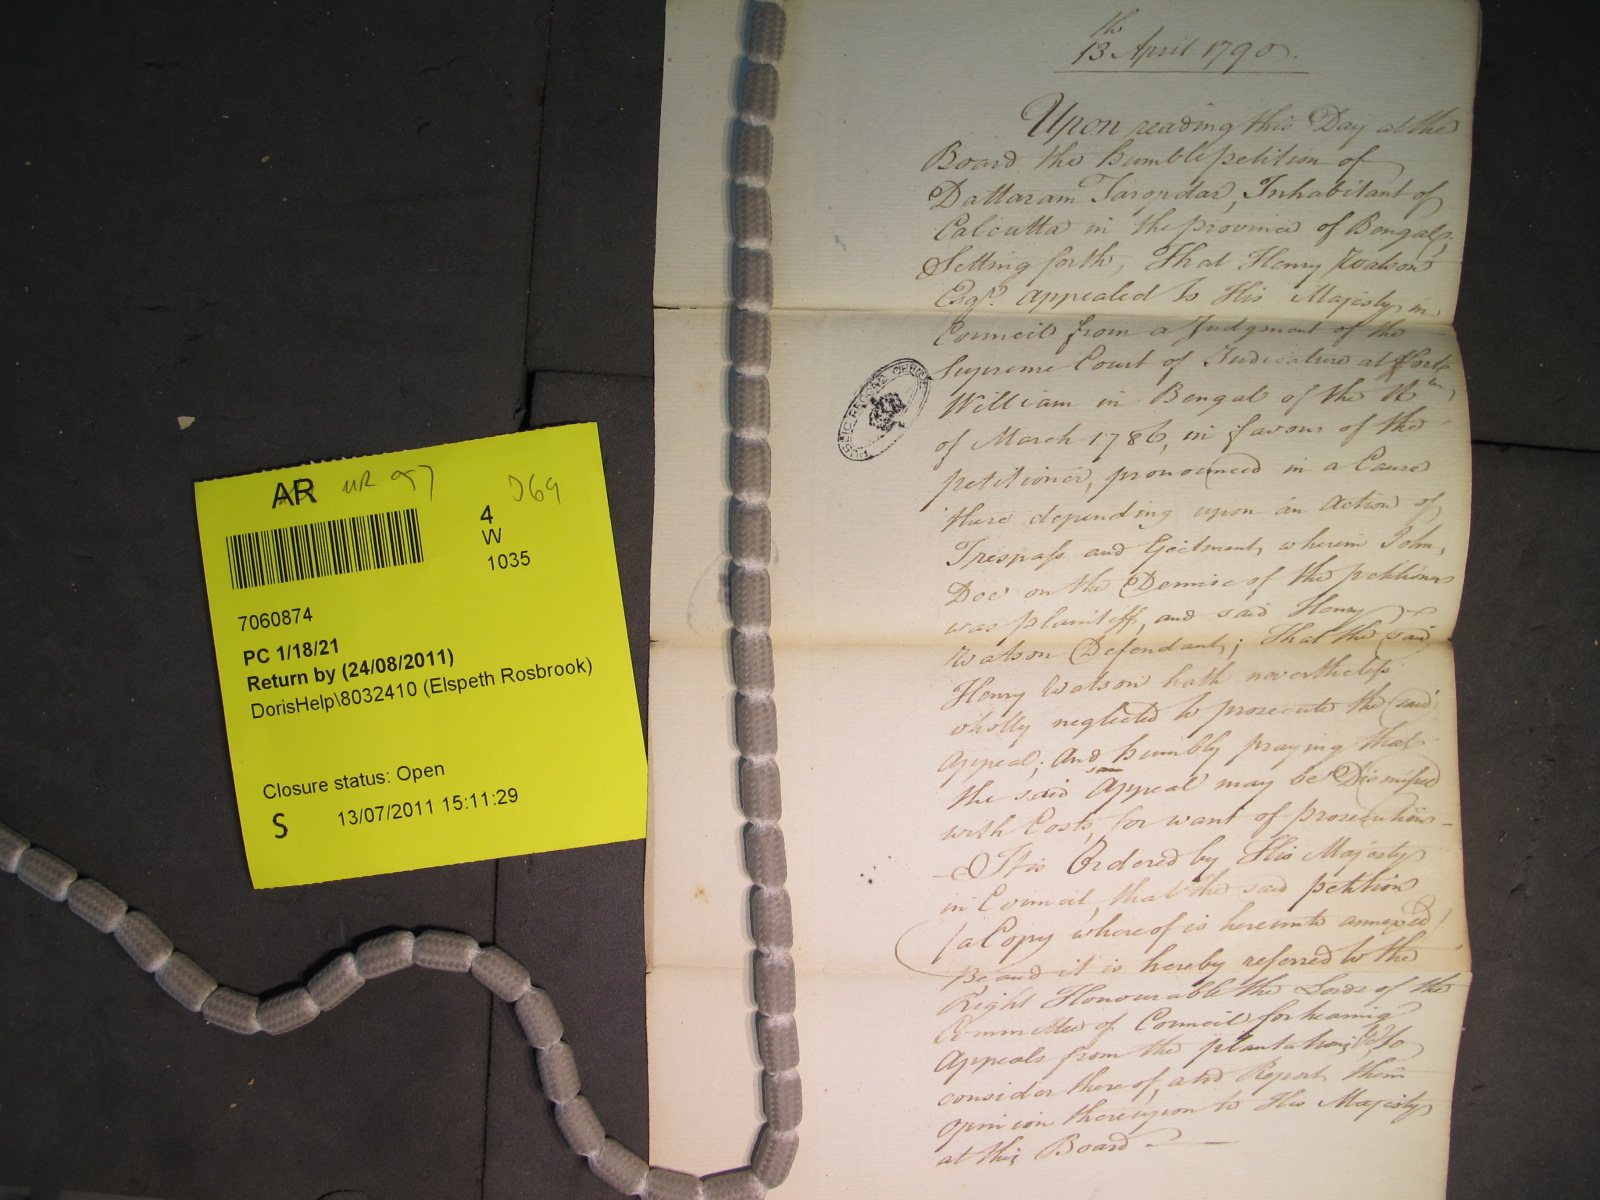 AR
4
W
1035
7060874
PC 1/18/21
Return by (24/08/2011)
DorisHelp\8032410 (Elspeth Rosbrook)
Closure status: Open
S 13/07/2011 15:11:29
PUBLIC RECORD OFFICE
13th April 1790.
Upon reading this Day at the
Board the humble petition of
Dattaram Taropdar, Inhabitant of
Calcutta in the province of Bengal,
Setting forth, That Henry Watson
Esqr. appealed to His Majesty in
Council from a Judgment of the
Supreme Court of Judicature at Fort
William in Bengal of the
of March 1786, in favour of the
petitioner, pronounced in a Cause
there depending upon an Action of
Trespass and Ejectment, wherein John
Doe on the Demise of the petitioner
was plaintiff, and said Henry
Watson Defendant; That the said
Henry Watson hath nevertheless
wholly neglected to prosecute the said
Appeal; And humbly praying that
the said Appeal may be Dismissed
with Costs, for want of prosecution
It is Ordered by His Majesty
in Council, that the said petition
(a Copy whereof is hereunto annexed)
Be and it is hereby referred to the
Right Honourable the Lords of the
Committee of Council for hearing
Appeals from the plantations &c. to
consider thereof, and Report their
opinion thereupon to His Majesty
at this Board